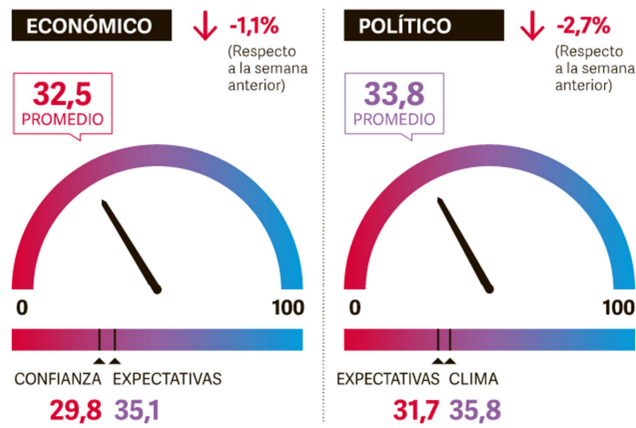 ECONÓMICO
-1,1%
(Respecto
a la semana
anterior)
32,5
PROMEDIO
0
100
CONFIANZA EXPECTATIVAS
29,8 35,1
POLÍTICO
-2,7%
(Respecto
a la semana
anterior)
33,8
PROMEDIO
0
100
EXPECTATIVAS CLIMA
31,7 35,8